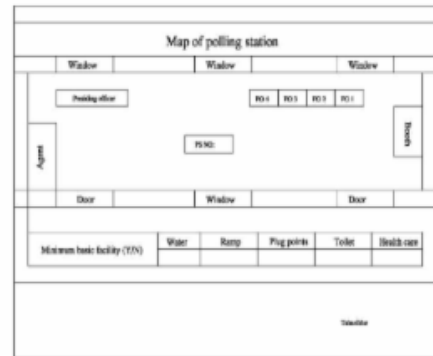 Map of polling station
Window Window Window
Presiding officer PO 4 PO 3 PO 2 PO 1
Agent
Booth
PS NO:
Door Window Door
Minimum basic facility (Y/N) Water Ramp Plug points Toilet Health care